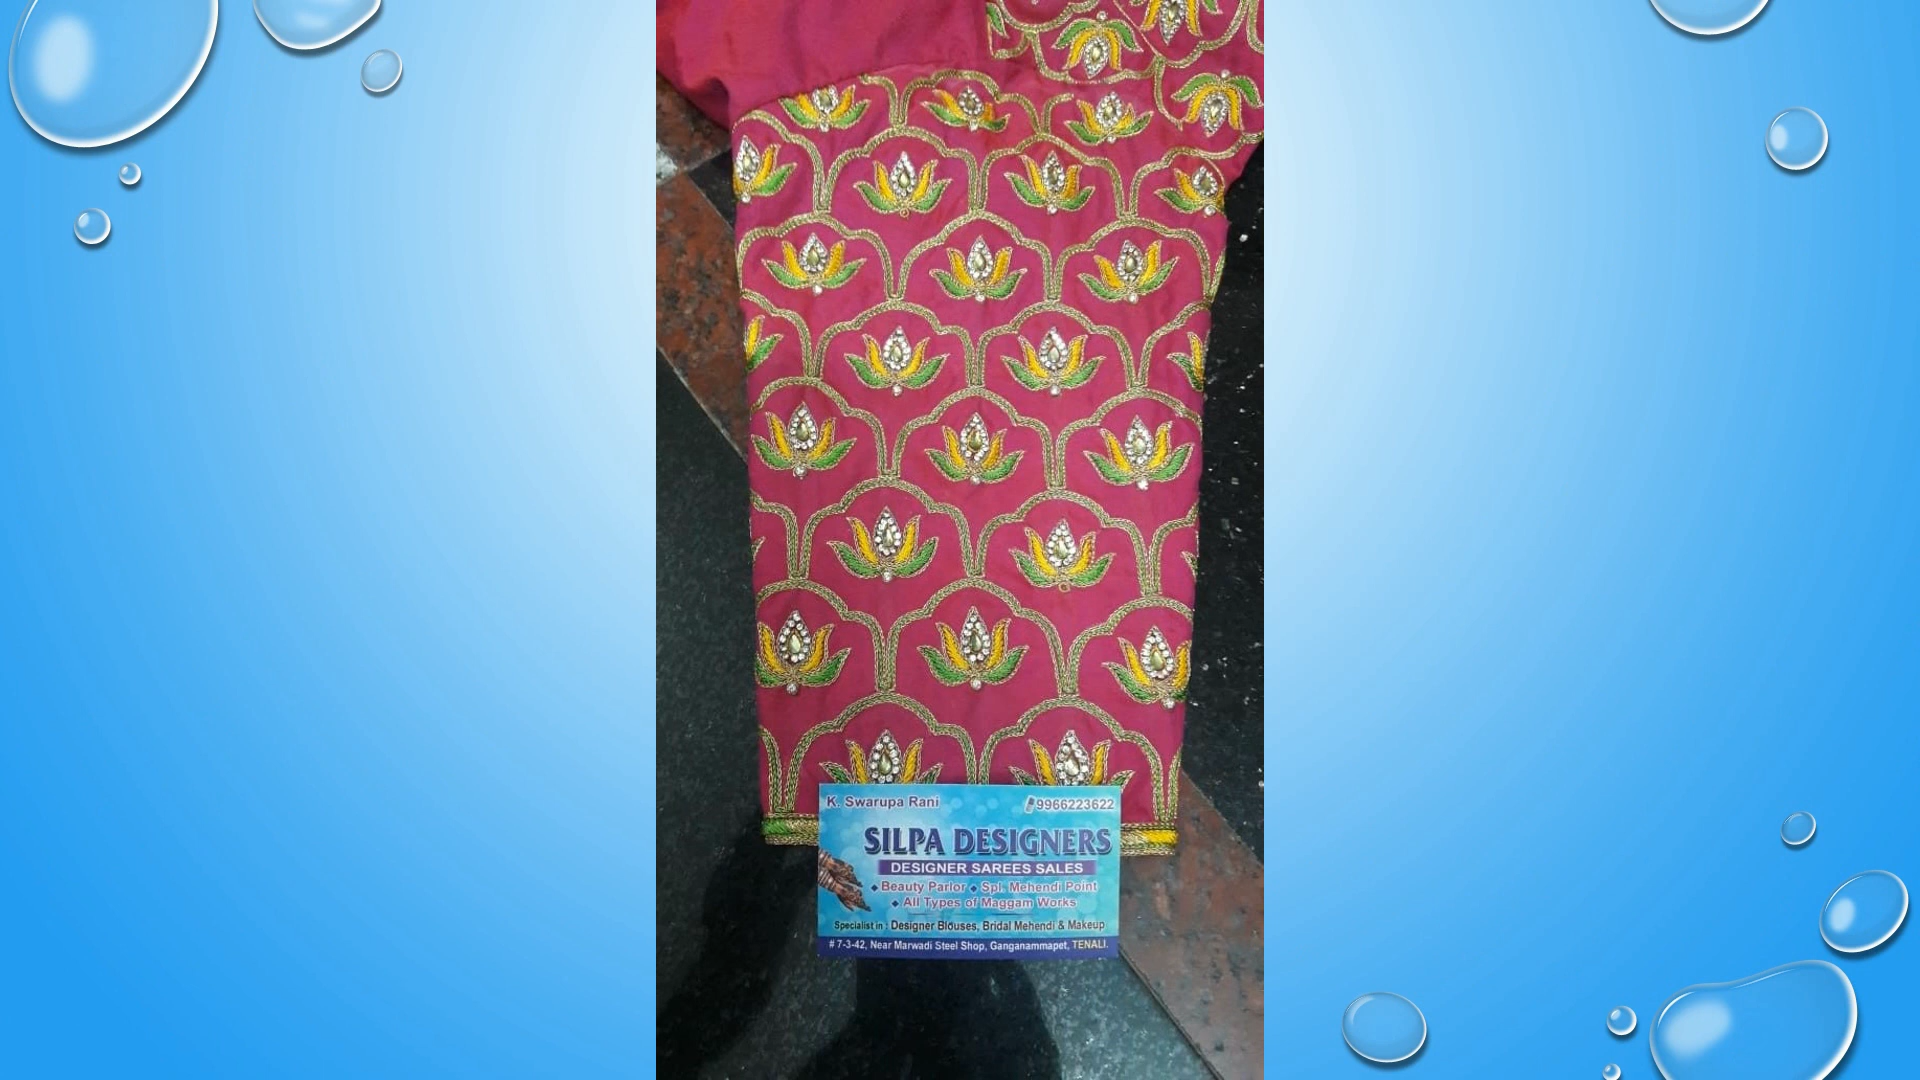 K. Swarupa Rani 9966223622
SILPA DESIGNERS
DESIGNER SAREES SALES
◆ Beauty Parlor ◆ Spl. Mehendi Point
◆ All Types of Maggam Works
Specialist in : Designer Blouses, Bridal Mehendi & Makeup
# 7-3-42, Near Marwadi Steel Shop, Ganganammapet, TENALI.